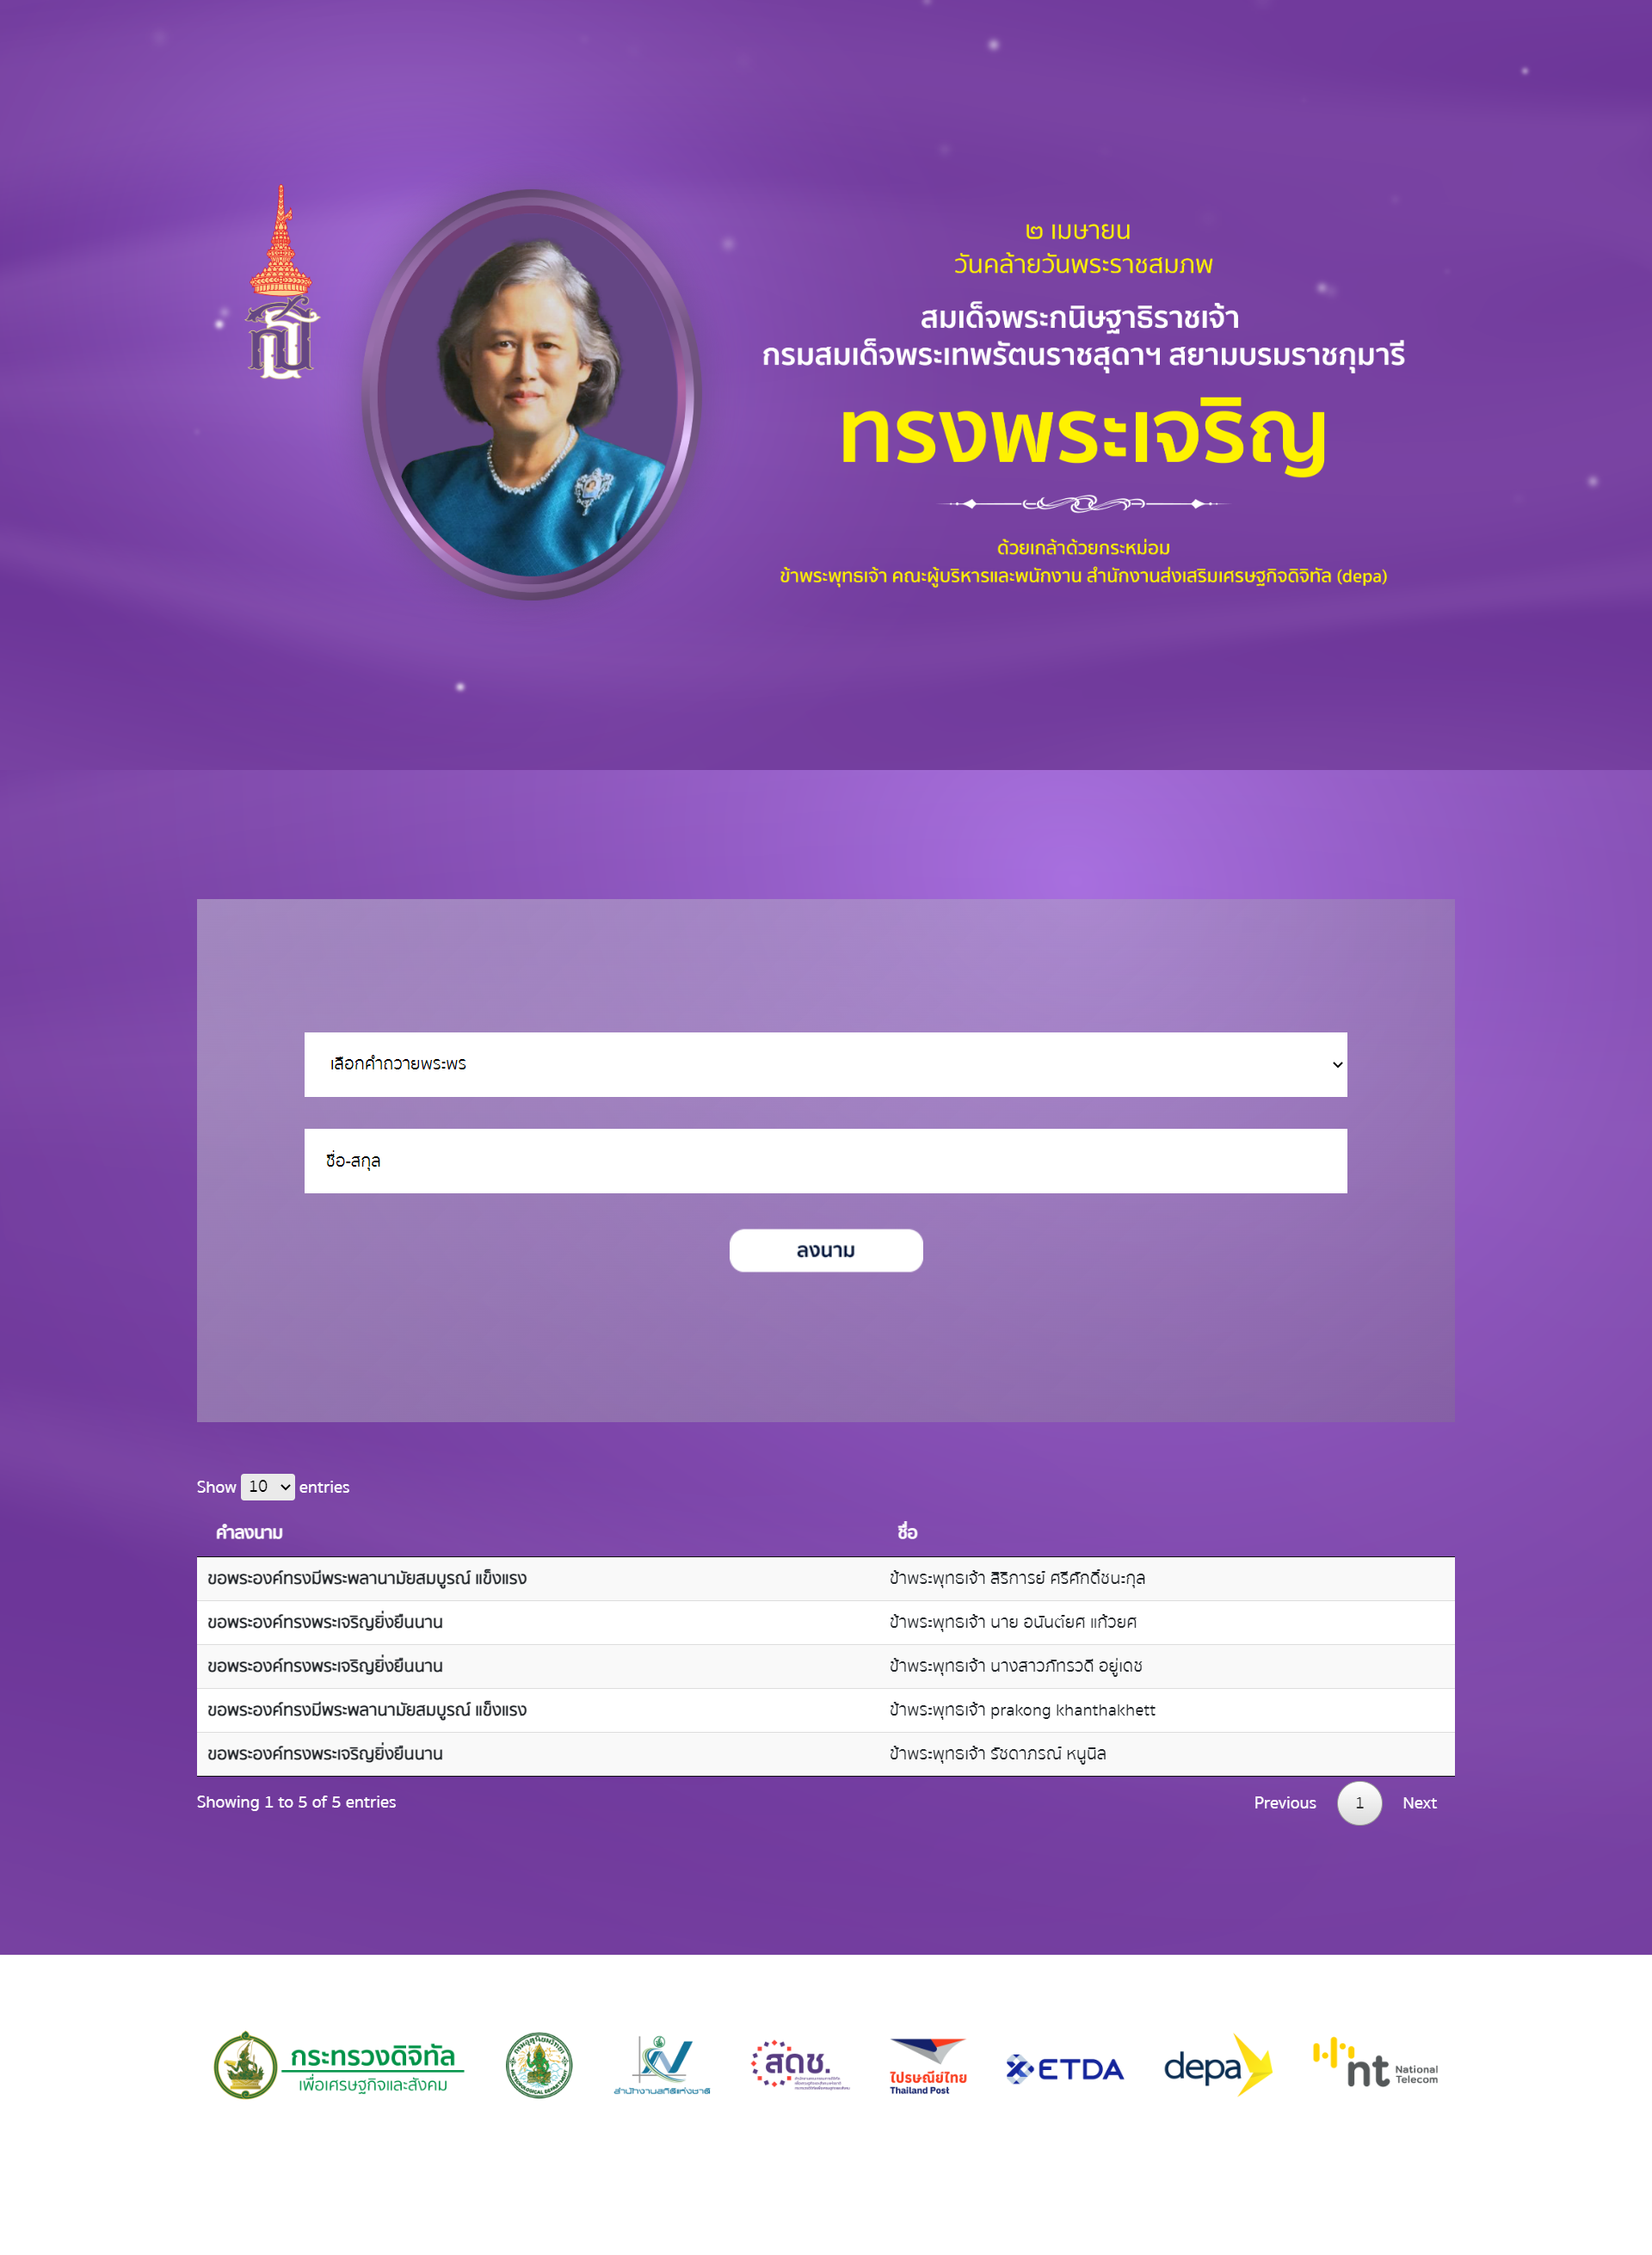 ๒ เมษายน
วันคล้ายวันพระราชสมภพ
สมเด็จพระกนิษฐาธิราชเจ้า
กรมสมเด็จพระเทพรัตนราชสุดาฯ สยามบรมราชกุมารี
ทรงพระเจริญ
ด้วยเกล้าด้วยกระหม่อม
ข้าพระพุทธเจ้า คณะผู้บริหารและพนักงาน สำนักงานส่งเสริมเศรษฐกิจดิจิทัล (depa)
เลือกคำถวายพระพร
ชื่อ-สกุล
ลงนาม
Show 10 entries
คำลงนาม ชื่อ
ขอพระองค์ทรงมีพระพลานามัยสมบูรณ์ แข็งแรง ข้าพระพุทธเจ้า สิริการย์ ศรีศักดิ์ชนะกุล
ขอพระองค์ทรงพระเจริญยิ่งยืนนาน ข้าพระพุทธเจ้า นาย อนันต์ยศ แก้วยศ
ขอพระองค์ทรงพระเจริญยิ่งยืนนาน ข้าพระพุทธเจ้า นางสาวภัทรวดี อยู่เดช
ขอพระองค์ทรงมีพระพลานามัยสมบูรณ์ แข็งแรง ข้าพระพุทธเจ้า prakong khanthakhett
ขอพระองค์ทรงพระเจริญยิ่งยืนนาน ข้าพระพุทธเจ้า รัชดาภรณ์ หนูนิล
Showing 1 to 5 of 5 entries Previous 1 Next
กระทรวงดิจิทัล
เพื่อเศรษฐกิจและสังคม
สำนักงานสถิติแห่งชาติ
สดช.
ไปรษณีย์ไทย
Thailand Post
ETDA
depa
nt National
Telecom